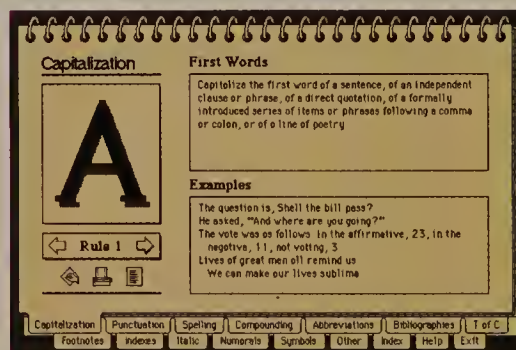 Capitalization
A
Rule 1
First Words
Capitalize the first word of a sentence, of an independent
clause or phrase, of a direct quotation, of a formally
introduced series of items or phrases following a comma
or colon, or of a line of poetry
Examples
The question is, Shall the bill pass?
He asked, "And where are you going?"
The vote was as follows in the affirmative, 23, in the
negative, 11, not voting, 3
Lives of great men all remind us
We can make our lives sublime
Capitalization Punctuation Spelling Compounding Abbreviations Bibliographies T of C
Footnotes Indexes Italic Numerals Symbols Other Index Help Exit